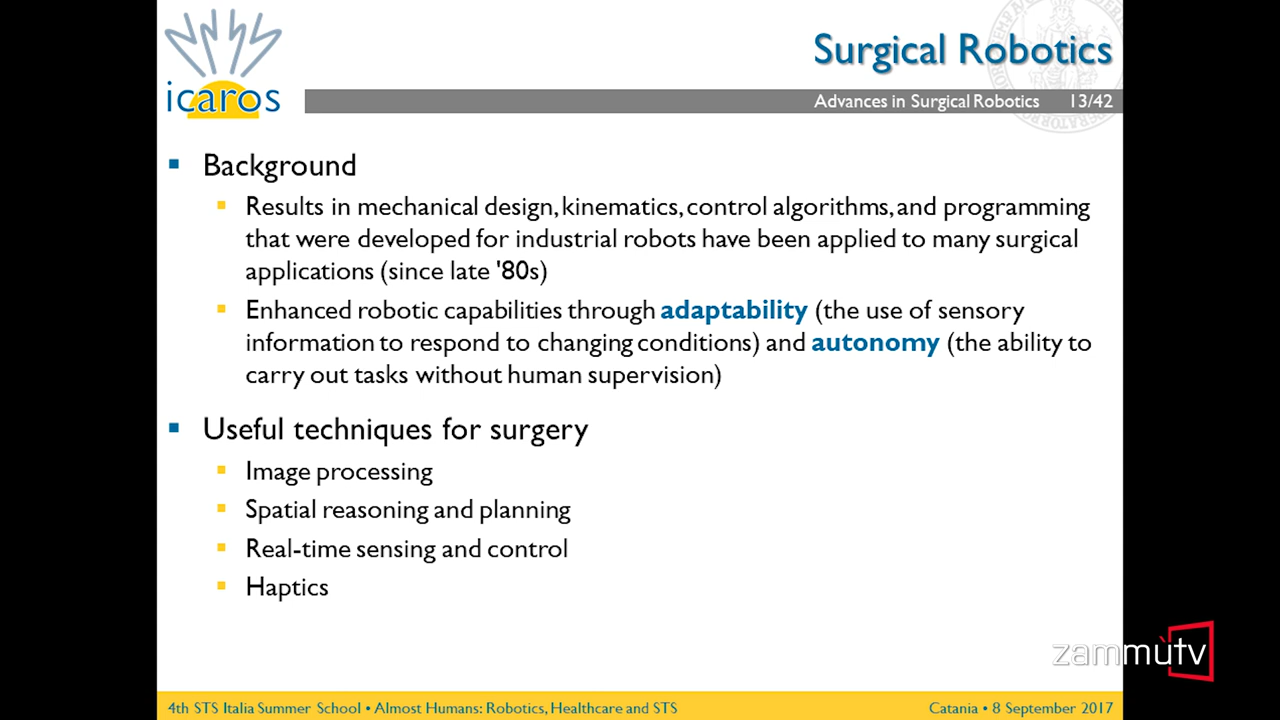 icaros
Surgical Robotics
Advances in Surgical Robotics 13/42
Background
Results in mechanical design, kinematics, control algorithms, and programming
that were developed for industrial robots have been applied to many surgical
applications (since late '80s)
Enhanced robotic capabilities through adaptability (the use of sensory
information to respond to changing conditions) and autonomy (the ability to
carry out tasks without human supervision)
Useful techniques for surgery
Image processing
Spatial reasoning and planning
Real-time sensing and control
Haptics
zammùtv
4th STS Italia Summer School • Almost Humans: Robotics, Healthcare and STS
Catania • 8 September 2017